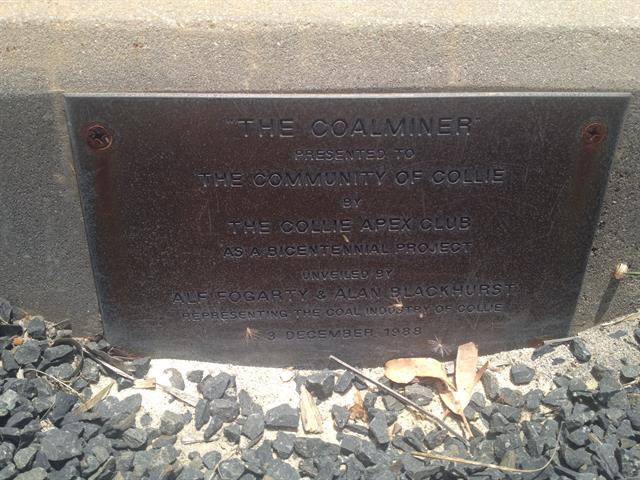 "THE COALMINER"
PRESENTED TO
THE COMMUNITY OF COLLIE
BY
THE COLLIE APEX CLUB
AS A BICENTENNIAL PROJECT
UNVEILED BY
ALF FOGARTY & ALAN BLACKHURST
REPRESENTING THE COAL INDUSTRY OF COLLIE
3 DECEMBER 1988